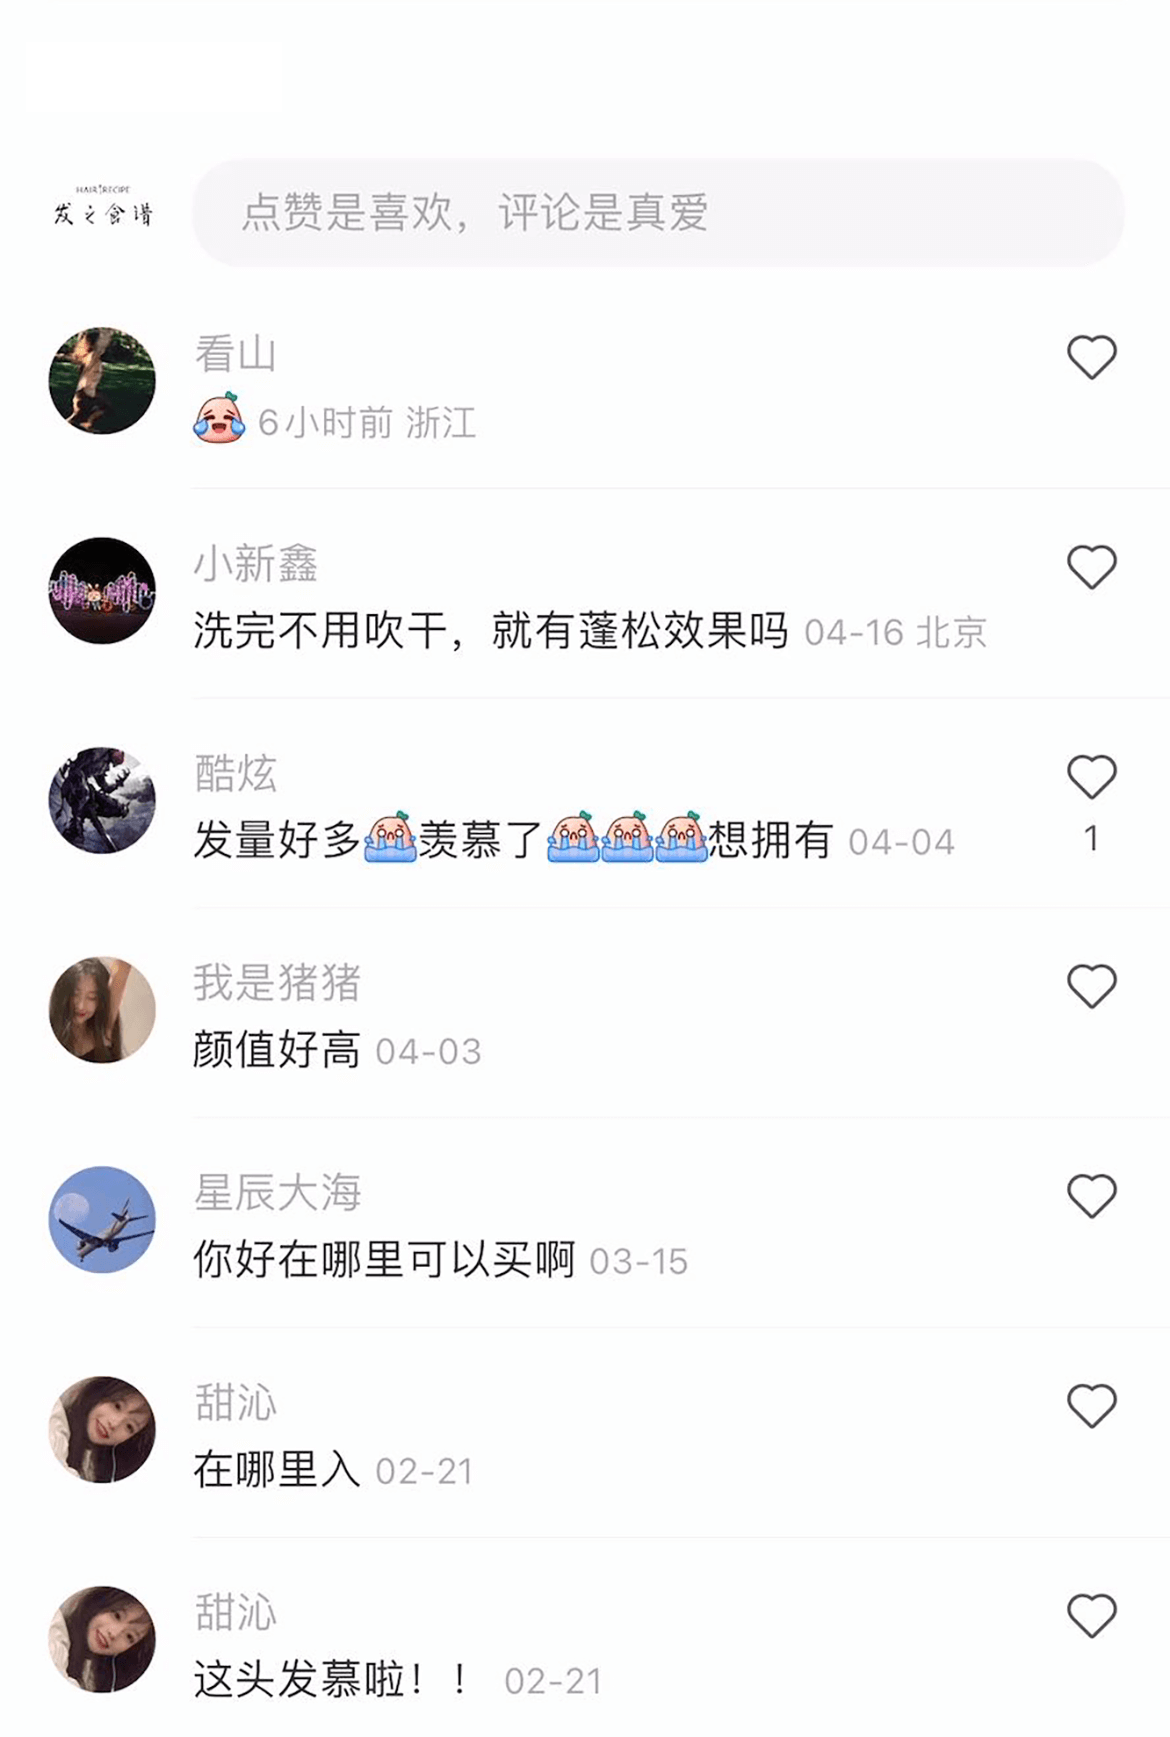 HAIR RECIPE
发之食谱
点赞是喜欢，评论是真爱
看山
6小时前 浙江
小新鑫
洗完不用吹干，就有蓬松效果吗 04-16 北京
酷炫
发量好多羡慕了想拥有 04-04
1
我是猪猪
颜值好高 04-03
星辰大海
你好在哪里可以买啊 03-15
甜沁
在哪里入 02-21
甜沁
这头发慕啦！！ 02-21